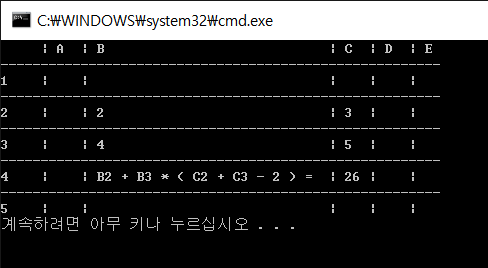 C:₩WINDOWS₩system32₩cmd.exe
¦ A ¦ B ¦ C ¦ D ¦ E
1 ¦ ¦ ¦ ¦ ¦
2 ¦ ¦ 2 ¦ 3 ¦ ¦
3 ¦ ¦ 4 ¦ 5 ¦ ¦
4 ¦ ¦ B2 + B3 * ( C2 + C3 - 2 ) = ¦ 26 ¦ ¦
5 ¦ ¦ ¦ ¦ ¦
계속하려면 아무 키나 누르십시오 . . .